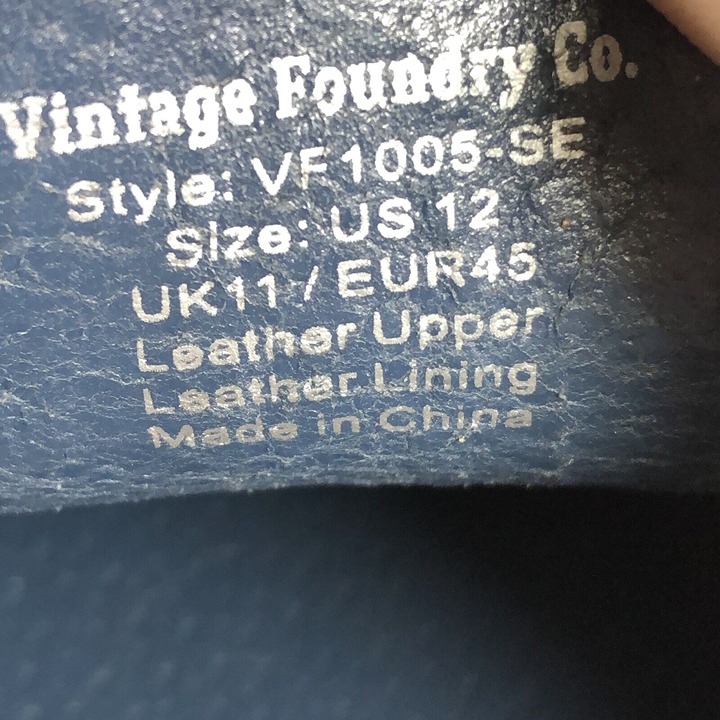 Vintage Foundry Co.
Style: VF1005-SE
Size: US 12
UK11 / EUR45
Leather Upper
Leather Lining
Made in China